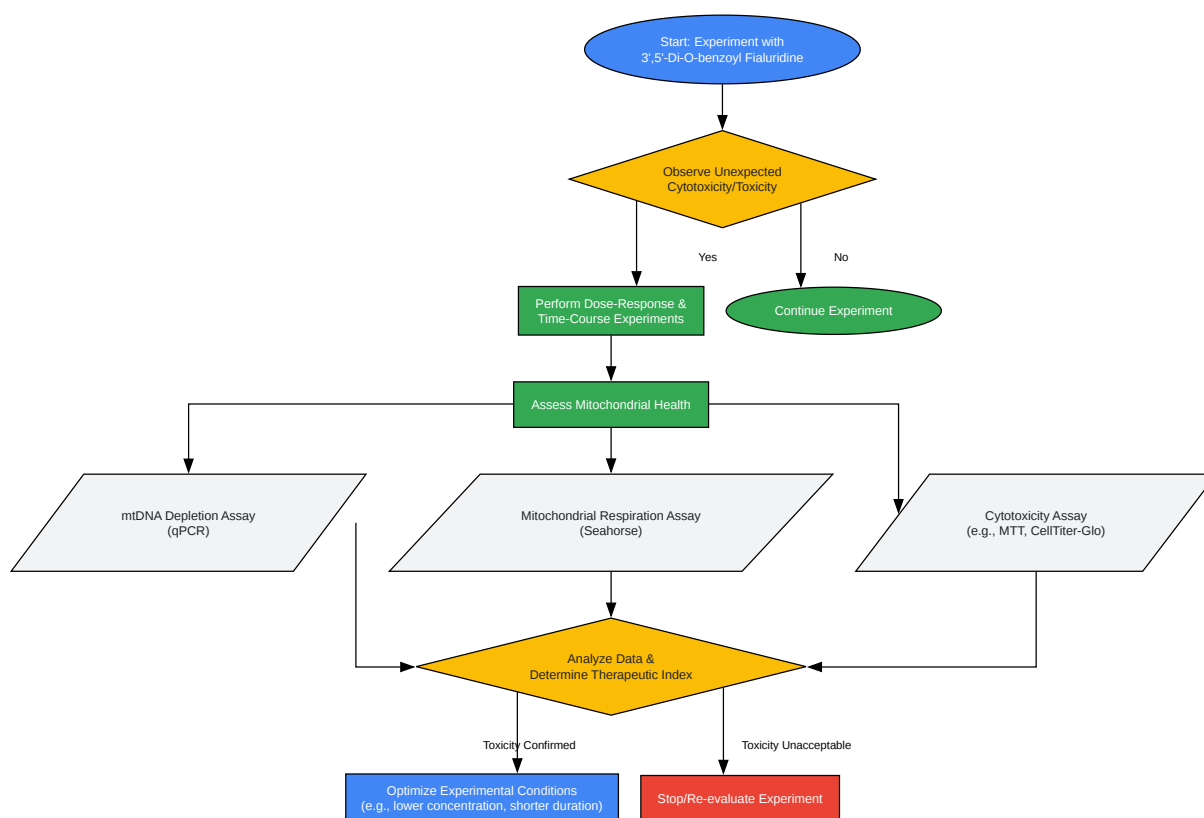 Start: Experiment with
3',5'-Di-O-benzoyl Fialuridine
Observe Unexpected
Cytotoxicity/Toxicity
Yes
No
Perform Dose-Response &
Time-Course Experiments
Continue Experiment
Assess Mitochondrial Health
mtDNA Depletion Assay
(qPCR)
Mitochondrial Respiration Assay
(Seahorse)
Cytotoxicity Assay
(e.g., MTT, CellTiter-Glo)
Analyze Data &
Determine Therapeutic Index
Toxicity Confirmed
Toxicity Unacceptable
Optimize Experimental Conditions
(e.g., lower concentration, shorter duration)
Stop/Re-evaluate Experiment